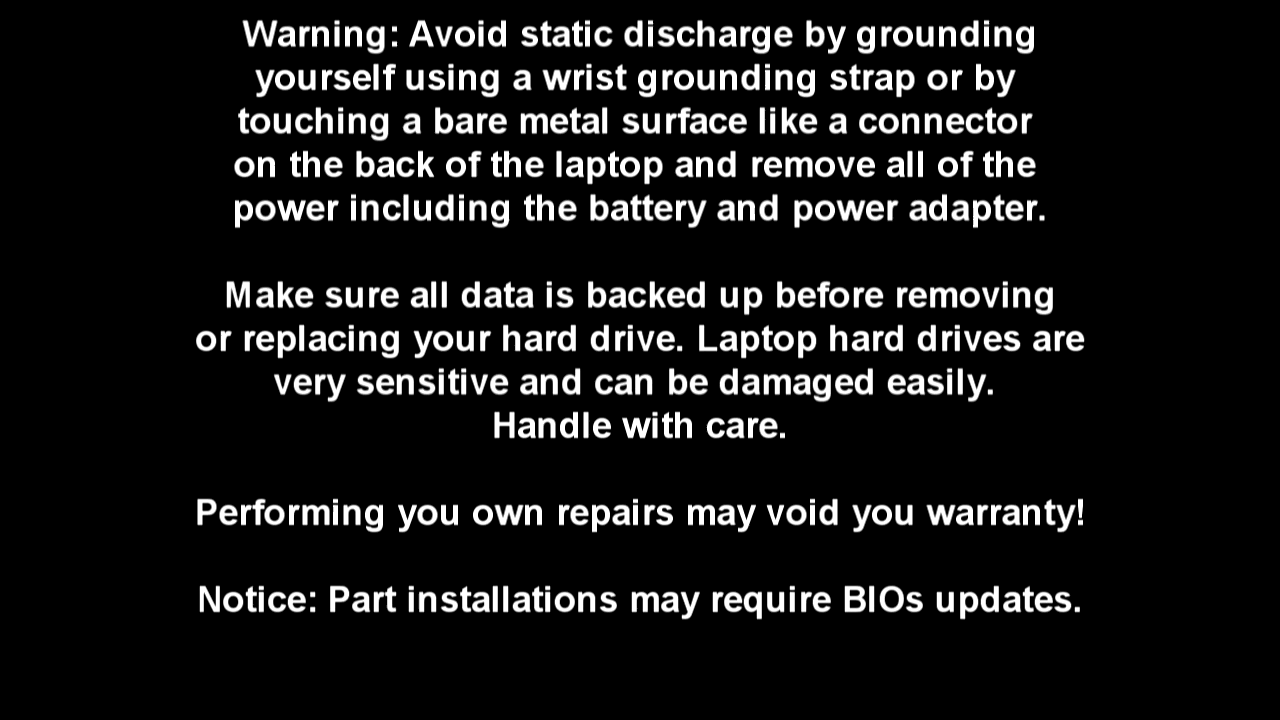 Warning: Avoid static discharge by grounding
yourself using a wrist grounding strap or by
touching a bare metal surface like a connector
on the back of the laptop and remove all of the
power including the battery and power adapter.
Make sure all data is backed up before removing
or replacing your hard drive. Laptop hard drives are
very sensitive and can be damaged easily.
Handle with care.
Performing you own repairs may void you warranty!
Notice: Part installations may require BIOs updates.